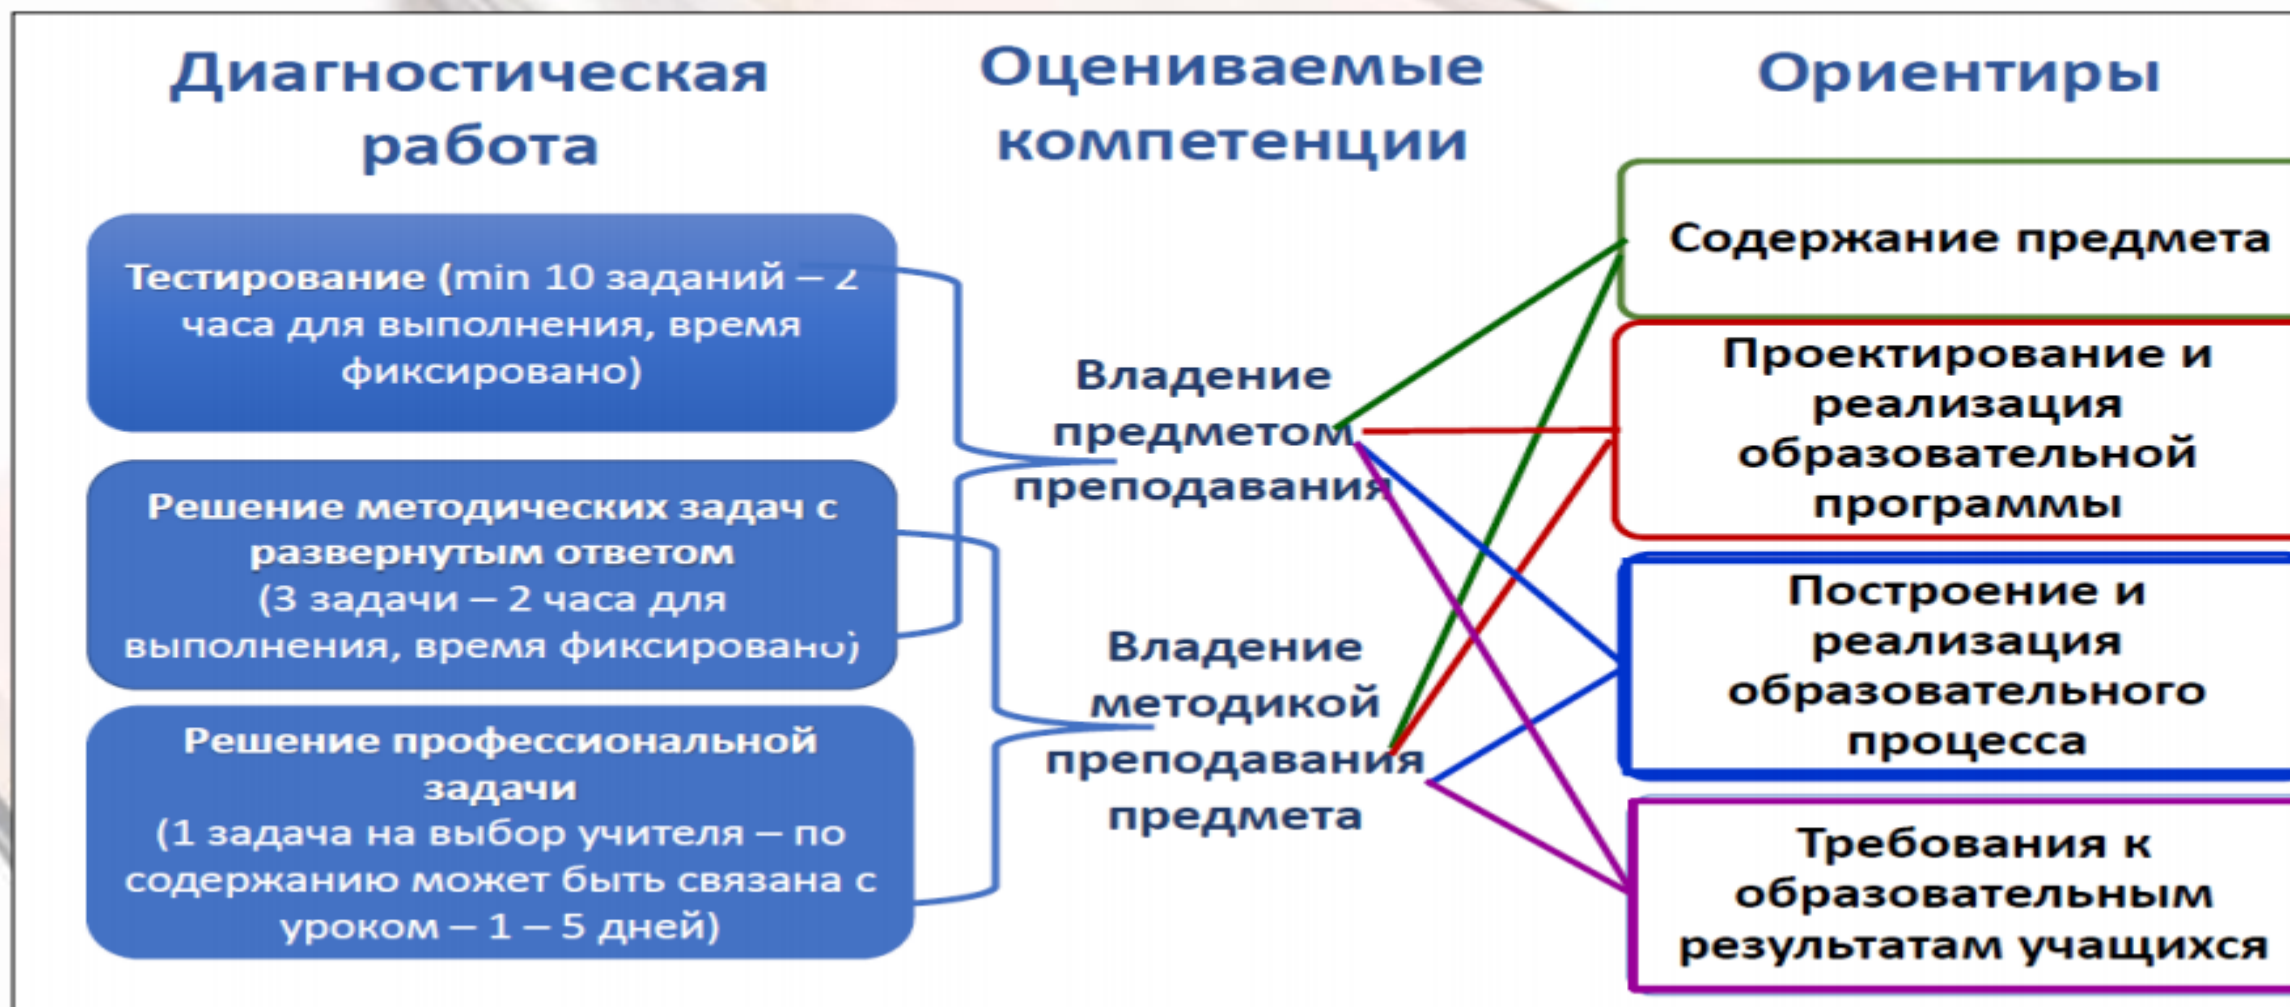 Диагностическая
работа
Тестирование (min 10 заданий – 2
часа для выполнения, время
фиксировано)
Решение методических задач с
развернутым ответом
(3 задачи – 2 часа для
выполнения, время фиксировано)
Решение профессиональной
задачи
(1 задача на выбор учителя – по
содержанию может быть связана с
уроком – 1 – 5 дней)
Оцениваемые
компетенции
Владение
предметом
преподавания
Владение
методикой
преподавания
предмета
Ориентиры
Содержание предмета
Проектирование и
реализация
образовательной
программы
Построение и
реализация
образовательного
процесса
Требования к
образовательным
результатам учащихся